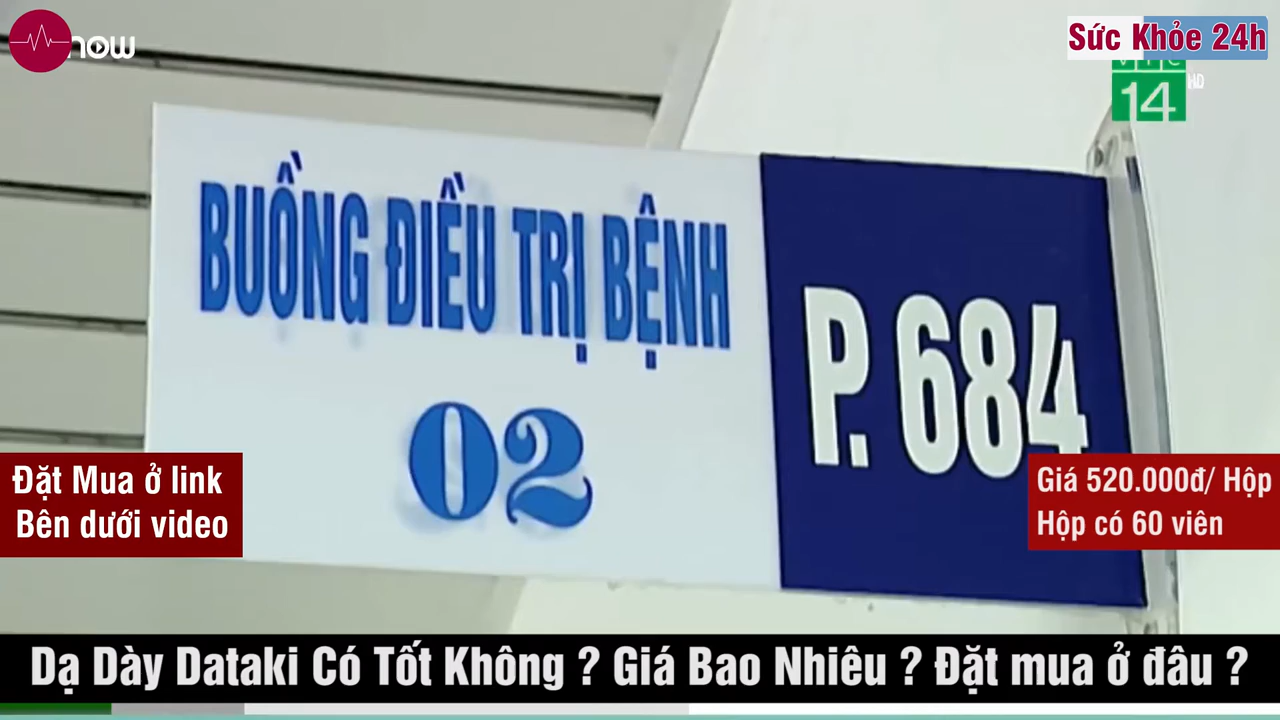 now
Sức Khỏe 24h
VTC
14
HD
BUỒNG ĐIỀU TRỊ BỆNH
02
P. 684
Đặt Mua ở link
Bên dưới video
Giá 520.000đ/ Hộp
Hộp có 60 viên
Dạ Dày Dataki Có Tốt Không ? Giá Bao Nhiêu ? Đặt mua ở đâu ?